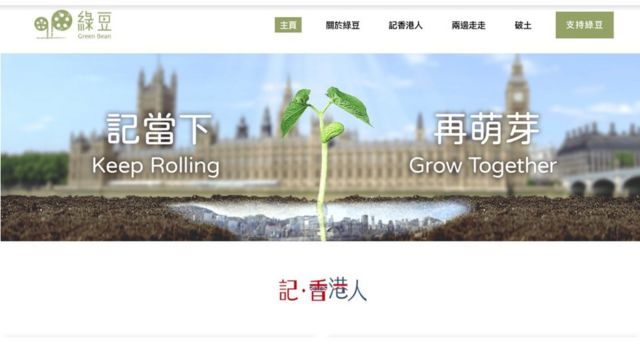 綠豆
Green Bean
主頁
關於綠豆
記香港人
兩邊走走
破土
支持綠豆
記當下
Keep Rolling
再萌芽
Grow Together
記·香港人